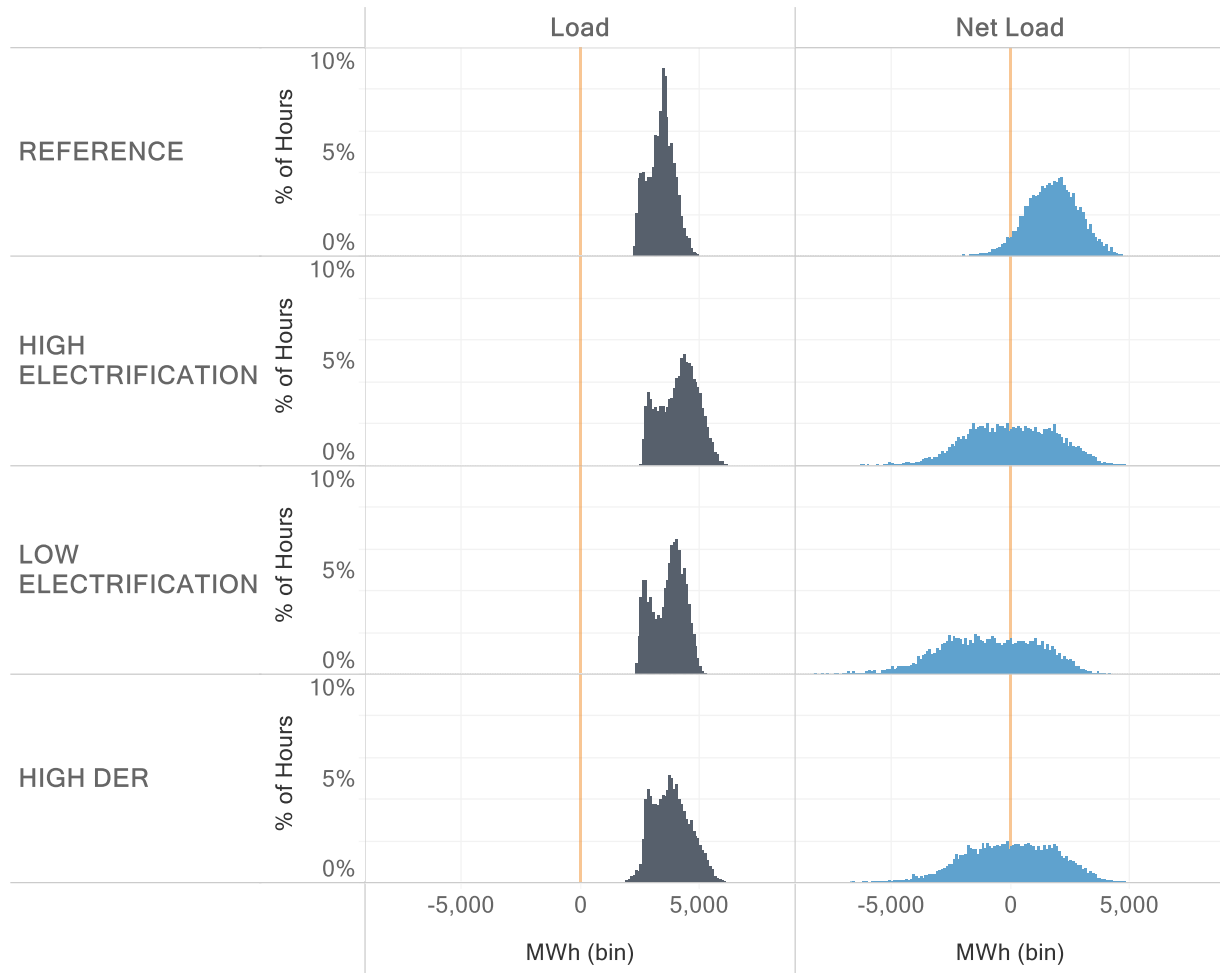 Load Net Load
REFERENCE
% of Hours
10%
5%
0%
HIGH
ELECTRIFICATION
% of Hours
10%
5%
0%
LOW
ELECTRIFICATION
% of Hours
10%
5%
0%
HIGH DER
% of Hours
10%
5%
0%
-5,000 0 5,000 -5,000 0 5,000
MWh (bin) MWh (bin)